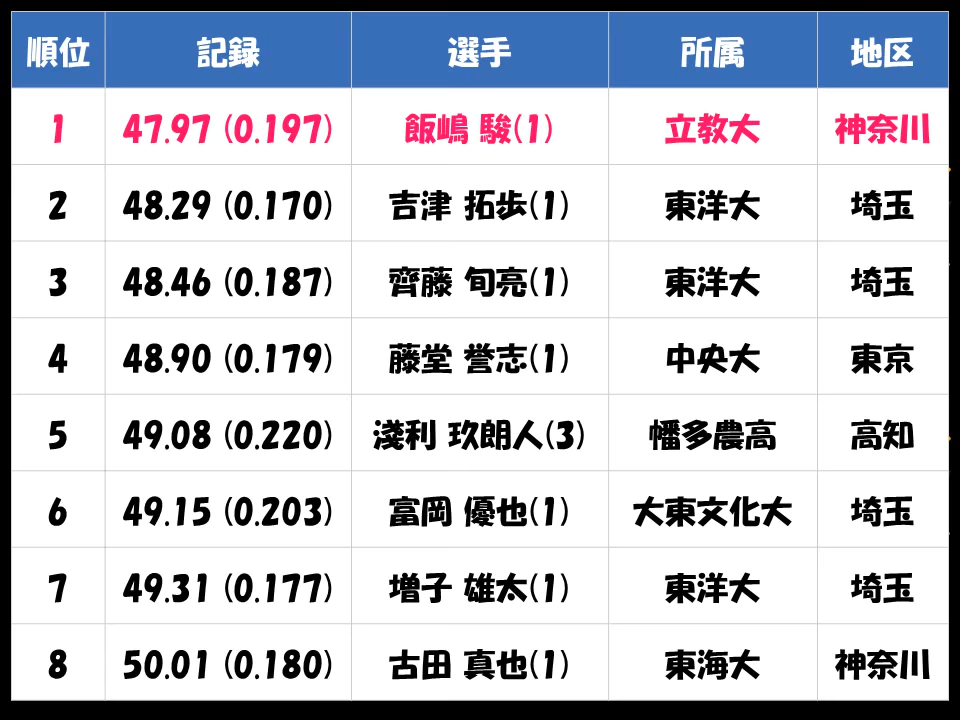 順位 記録 選手 所属 地区
1 47.97 (0.197) 飯嶋 駿(1) 立教大 神奈川
2 48.29 (0.170) 吉津 拓歩(1) 東洋大 埼玉
3 48.46 (0.187) 齊藤 旬亮(1) 東洋大 埼玉
4 48.90 (0.179) 藤堂 誉志(1) 中央大 東京
5 49.08 (0.220) 淺利 玖朗人(3) 幡多農高 高知
6 49.15 (0.203) 富岡 優也(1) 大東文化大 埼玉
7 49.31 (0.177) 増子 雄太(1) 東洋大 埼玉
8 50.01 (0.180) 古田 真也(1) 東海大 神奈川